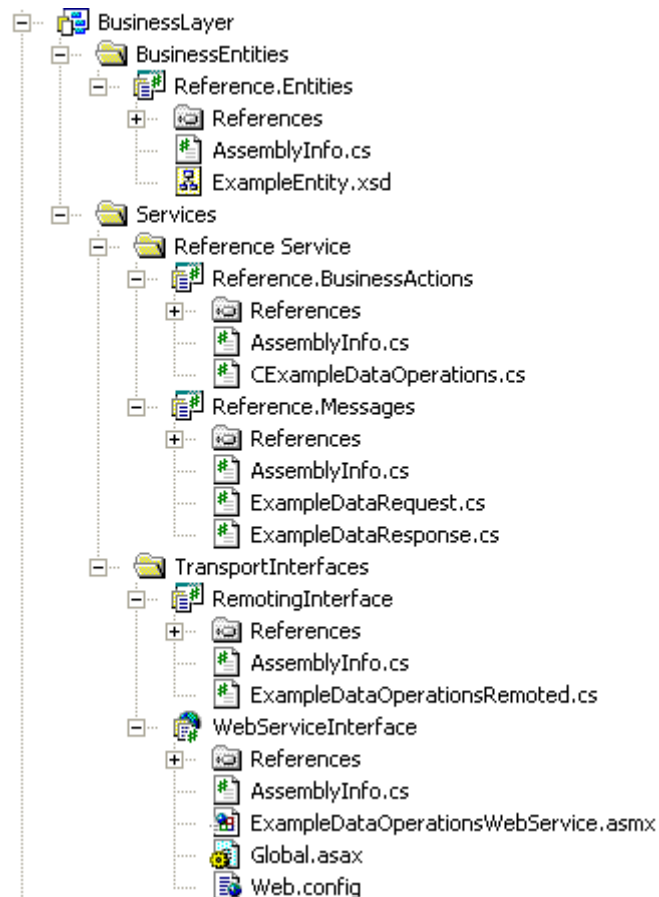 BusinessLayer
BusinessEntities
Reference.Entities
References
AssemblyInfo.cs
ExampleEntity.xsd
Services
Reference Service
Reference.BusinessActions
References
AssemblyInfo.cs
CExampleDataOperations.cs
Reference.Messages
References
AssemblyInfo.cs
ExampleDataRequest.cs
ExampleDataResponse.cs
TransportInterfaces
RemotingInterface
References
AssemblyInfo.cs
ExampleDataOperationsRemoted.cs
WebServiceInterface
References
AssemblyInfo.cs
ExampleDataOperationsWebService.asmx
Global.asax
Web.config